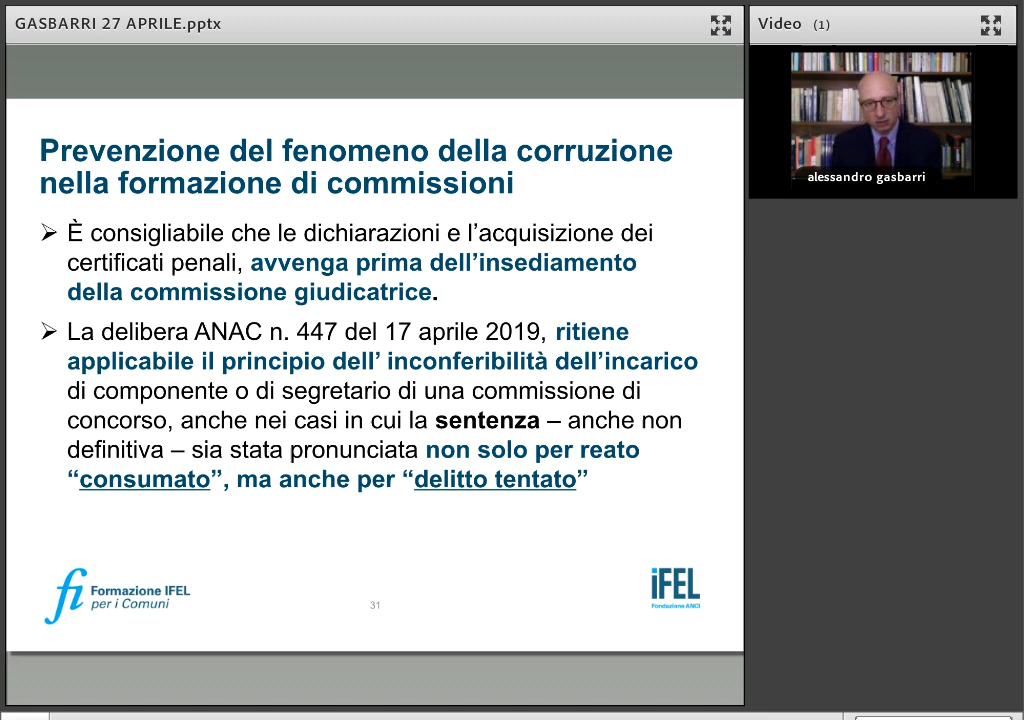 GASBARRI 27 APRILE.pptx
Video (1)
alessandro gasbarri
Prevenzione del fenomeno della corruzione
nella formazione di commissioni
È consigliabile che le dichiarazioni e l’acquisizione dei
certificati penali, avvenga prima dell’insediamento
della commissione giudicatrice.
La delibera ANAC n. 447 del 17 aprile 2019, ritiene
applicabile il principio dell’ inconferibilità dell’incarico
di componente o di segretario di una commissione di
concorso, anche nei casi in cui la sentenza – anche non
definitiva – sia stata pronunciata non solo per reato
“consumato”, ma anche per “delitto tentato”
fi Formazione IFEL
per i Comuni
31
iFEL
Fondazione ANCI